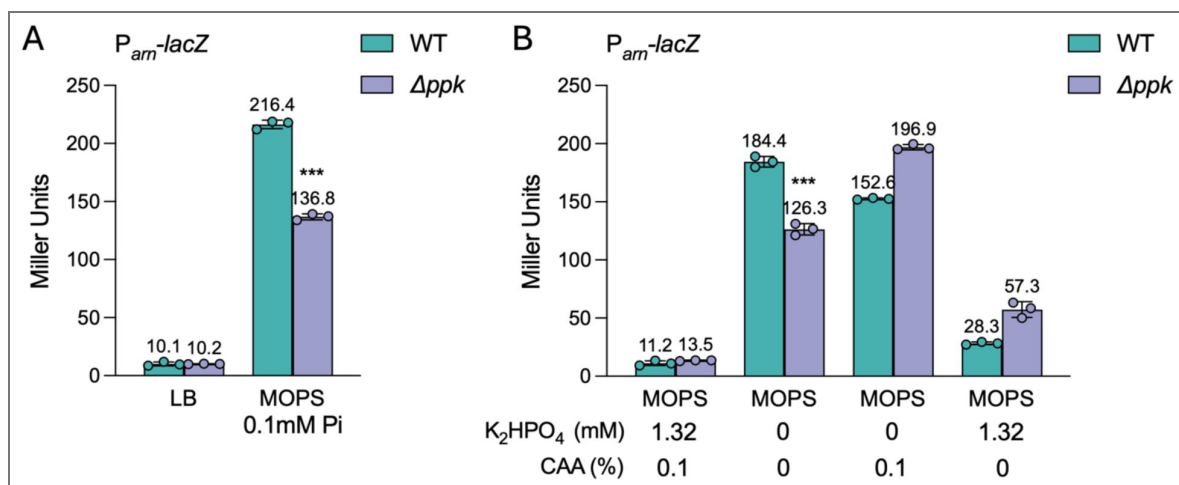 A
P_arn-lacZ
WT
Δppk
Miller Units
250
200
150
100
50
0
216.4
***
136.8
10.1 10.2
LB
MOPS
0.1mM Pi
B
P_arn-lacZ
WT
Δppk
Miller Units
250
200
150
100
50
0
184.4
***
126.3
196.9
152.6
11.2 13.5
28.3
57.3
MOPS MOPS MOPS MOPS
K₂HPO₄ (mM) 1.32 0 0 1.32
CAA (%) 0.1 0 0.1 0